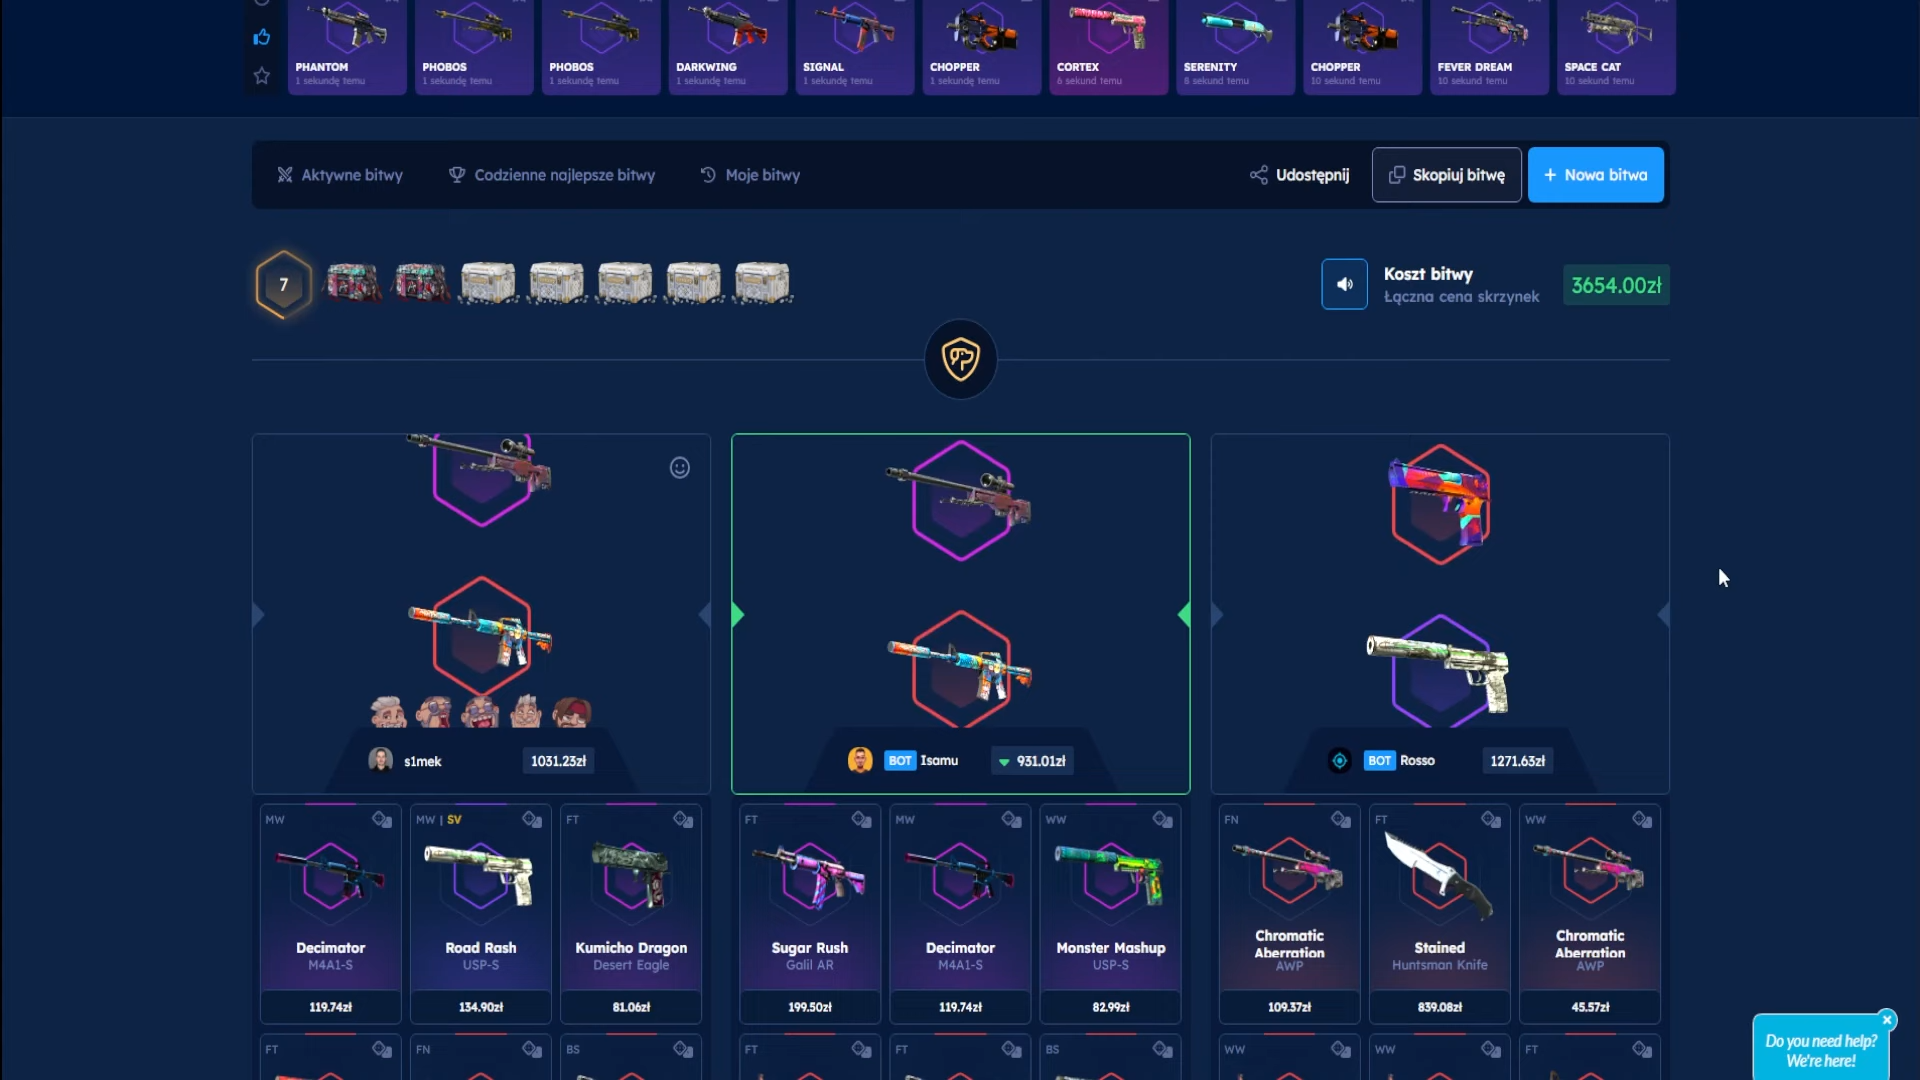 PHANTOM
1 sekundę temu
PHOBOS
1 sekundę temu
PHOBOS
1 sekundę temu
DARKWING
1 sekundę temu
SIGNAL
1 sekundę temu
CHOPPER
1 sekundę temu
CORTEX
6 sekund temu
SERENITY
8 sekund temu
CHOPPER
10 sekund temu
FEVER DREAM
10 sekund temu
SPACE CAT
10 sekund temu
Aktywne bitwy
Codzienne najlepsze bitwy
Moje bitwy
Udostępnij
Skopiuj bitwę
+ Nowa bitwa
7
Koszt bitwy
Łączna cena skrzynek
3654.00zł
s1mek
1031.23zł
BOT Isamu
931.01zł
BOT Rosso
1271.63zł
MW
Decimator
M4A1-S
119.74zł
MW | SV
Road Rash
USP-S
134.90zł
FT
Kumicho Dragon
Desert Eagle
81.06zł
FT
Sugar Rush
Galil AR
199.50zł
MW
Decimator
M4A1-S
119.74zł
WW
Monster Mashup
USP-S
82.99zł
FN
Chromatic
Aberration
AWP
109.37zł
FT
Stained
Huntsman Knife
839.08zł
WW
Chromatic
Aberration
AWP
45.57zł
FT
FN
BS
FT
FT
BS
WW
WW
FT
Do you need help?
We're here!